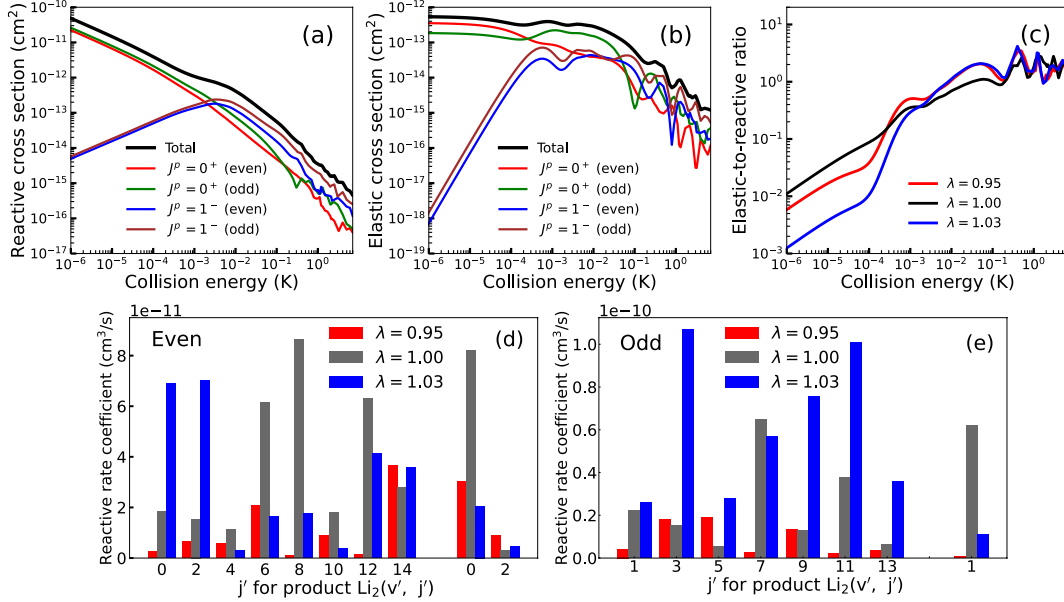 (a)
Reactive cross section (cm²)
10⁻¹⁰
10⁻¹¹
10⁻¹²
10⁻¹³
10⁻¹⁴
10⁻¹⁵
10⁻¹⁶
10⁻¹⁷
Total
Jᵖ = 0⁺ (even)
Jᵖ = 0⁺ (odd)
Jᵖ = 1⁻ (even)
Jᵖ = 1⁻ (odd)
10⁻⁶ 10⁻⁵ 10⁻⁴ 10⁻³ 10⁻² 10⁻¹ 10⁰
Collision energy (K)
(b)
Elastic cross section (cm²)
10⁻¹²
10⁻¹³
10⁻¹⁴
10⁻¹⁵
10⁻¹⁶
10⁻¹⁷
10⁻¹⁸
10⁻¹⁹
Total
Jᵖ = 0⁺ (even)
Jᵖ = 0⁺ (odd)
Jᵖ = 1⁻ (even)
Jᵖ = 1⁻ (odd)
10⁻⁶ 10⁻⁵ 10⁻⁴ 10⁻³ 10⁻² 10⁻¹ 10⁰
Collision energy (K)
(c)
Elastic-to-reactive ratio
10¹
10⁰
10⁻¹
10⁻²
10⁻³
λ = 0.95
λ = 1.00
λ = 1.03
10⁻⁶ 10⁻⁵ 10⁻⁴ 10⁻³ 10⁻² 10⁻¹ 10⁰
Collision energy (K)
1e−11
Even
(d)
Reactive rate coefficient (cm³/s)
8
6
4
2
0
λ = 0.95
λ = 1.00
λ = 1.03
0 2 4 6 8 10 12 14 0 2
j′ for product Li₂(v′, j′)
1e−10
Odd
(e)
Reactive rate coefficient (cm³/s)
1.0
0.8
0.6
0.4
0.2
0.0
λ = 0.95
λ = 1.00
λ = 1.03
1 3 5 7 9 11 13 1
j′ for product Li₂(v′, j′)